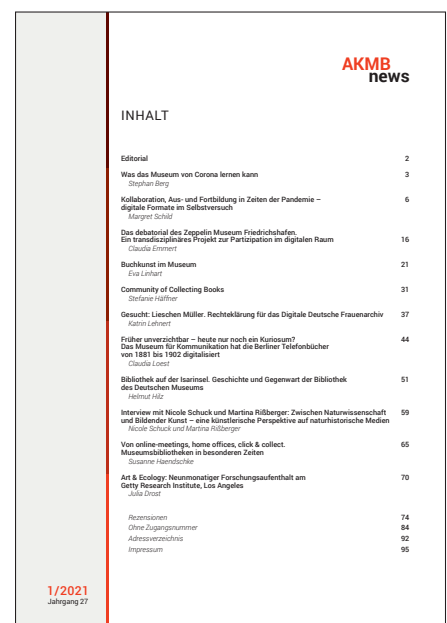 AKMB
news
INHALT
Editorial 2
Was das Museum von Corona lernen kann 3
Stephan Berg
Kollaboration, Aus- und Fortbildung in Zeiten der Pandemie – 6
digitale Formate im Selbstversuch
Margret Schild
Das debatorial des Zeppelin Museum Friedrichshafen.
Ein transdisziplinäres Projekt zur Partizipation im digitalen Raum 16
Claudia Emmert
Buchkunst im Museum 21
Eva Linhart
Community of Collecting Books 31
Stefanie Häffner
Gesucht: Lieschen Müller. Rechteklärung für das Digitale Deutsche Frauenarchiv 37
Katrin Lehnert
Früher unverzichtbar – heute nur noch ein Kuriosum? 44
Das Museum für Kommunikation hat die Berliner Telefonbücher
von 1881 bis 1902 digitalisiert
Claudia Loest
Bibliothek auf der Isarinsel. Geschichte und Gegenwart der Bibliothek 51
des Deutschen Museums
Helmut Hilz
Interview mit Nicole Schuck und Martina Rißberger: Zwischen Naturwissenschaft 59
und Bildender Kunst – eine künstlerische Perspektive auf naturhistorische Medien
Nicole Schuck und Martina Rißberger
Von online-meetings, home offices, click & collect. 65
Museumsbibliotheken in besonderen Zeiten
Susanne Haendschke
Art & Ecology: Neunmonatiger Forschungsaufenthalt am 70
Getty Research Institute, Los Angeles
Julia Drost
Rezensionen 74
Ohne Zugangsnummer 84
Adressverzeichnis 92
Impressum 95
1/2021
Jahrgang 27